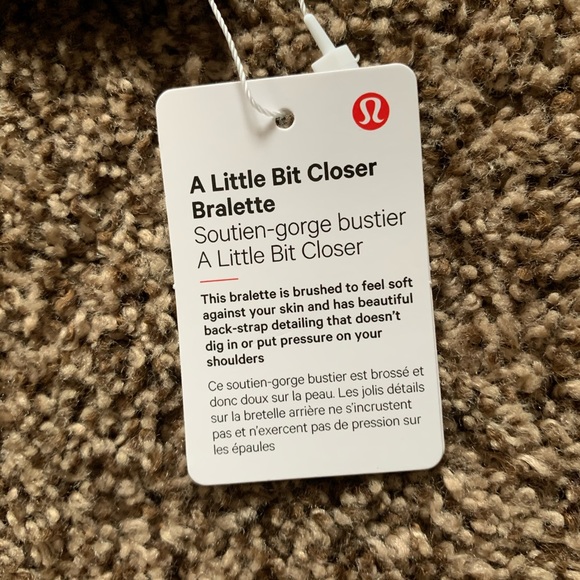 A Little Bit Closer
Bralette
Soutien-gorge bustier
A Little Bit Closer
This bralette is brushed to feel soft
against your skin and has beautiful
back-strap detailing that doesn't
dig in or put pressure on your
shoulders
Ce soutien-gorge bustier est brossé et
donc doux sur la peau. Les jolis détails
sur la bretelle arrière ne s'incrustent
pas et n'exercent pas de pression sur
les épaules